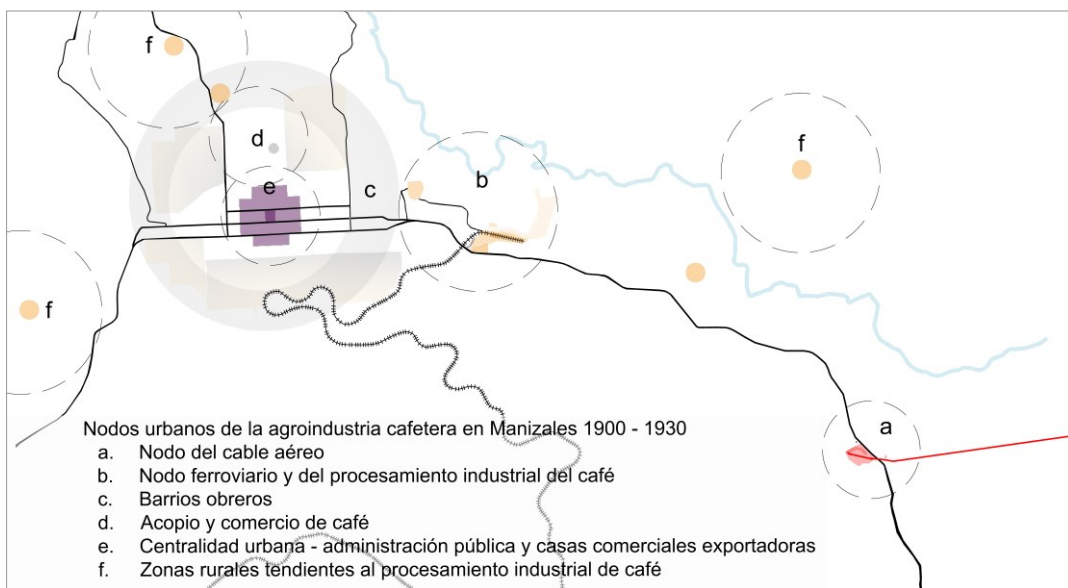 f
d
f
b
e
c
f
a
Nodos urbanos de la agroindustria cafetera en Manizales 1900 - 1930
a. Nodo del cable aéreo
b. Nodo ferroviario y del procesamiento industrial del café
c. Barrios obreros
d. Acopio y comercio de café
e. Centralidad urbana - administración pública y casas comerciales exportadoras
f. Zonas rurales tendientes al procesamiento industrial de café